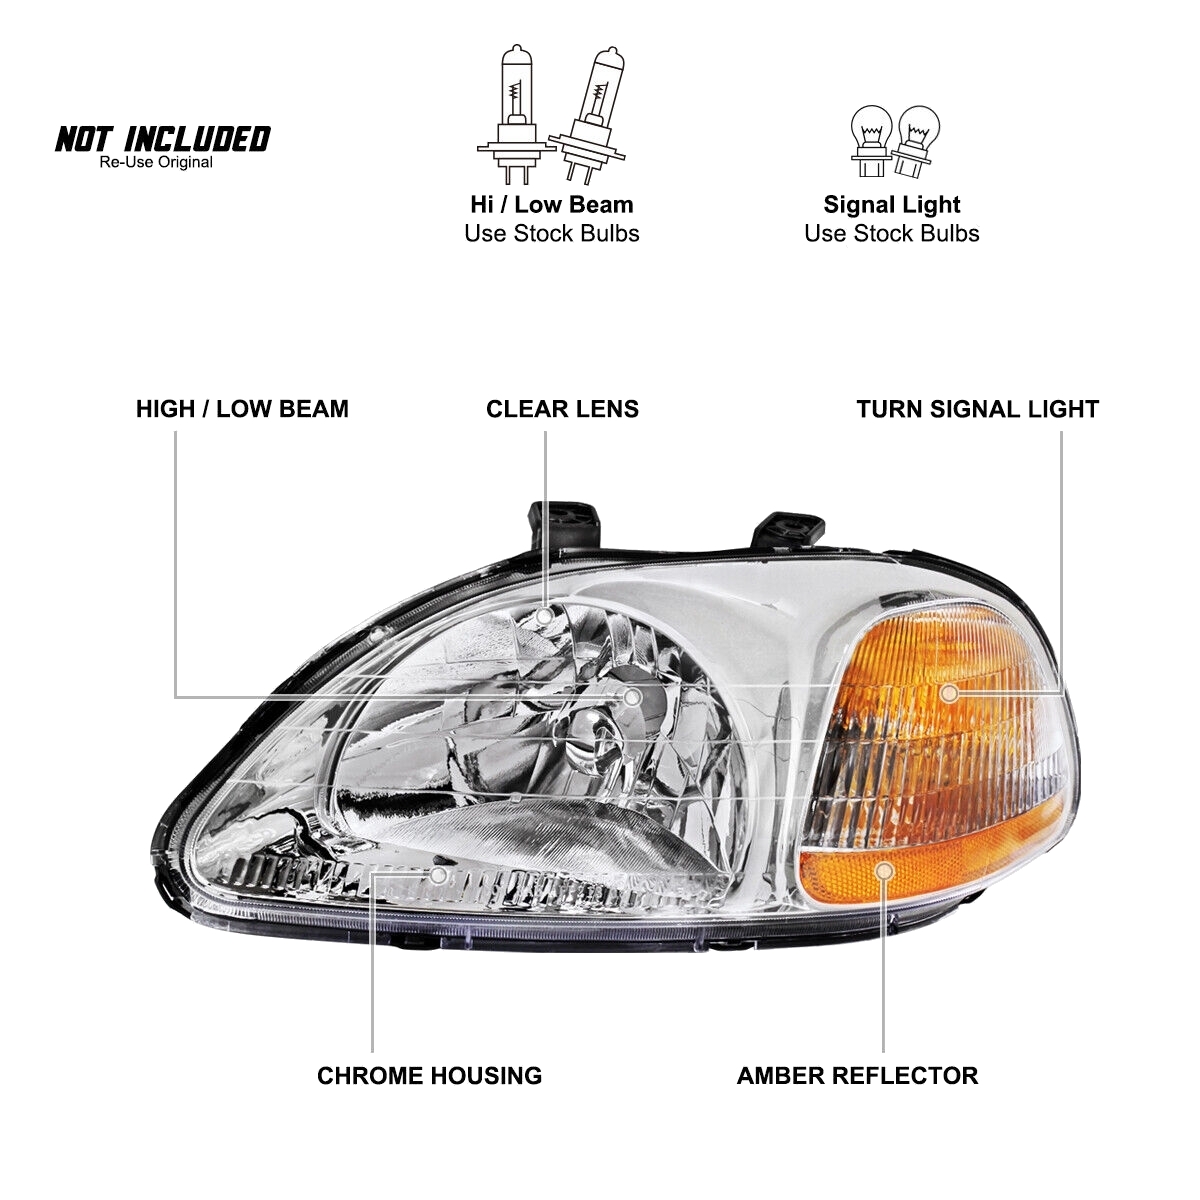 NOT INCLUDED
Re-Use Original
Hi / Low Beam
Use Stock Bulbs
Signal Light
Use Stock Bulbs
HIGH / LOW BEAM
CLEAR LENS
TURN SIGNAL LIGHT
CHROME HOUSING
AMBER REFLECTOR